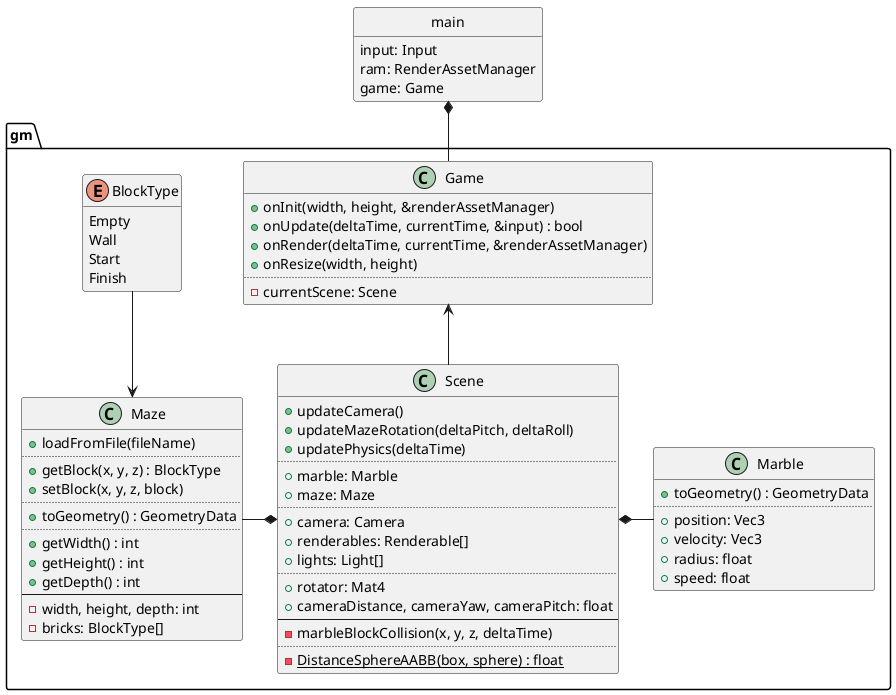 main
input: Input
ram: RenderAssetManager
game: Game
gm
E BlockType
Empty
Wall
Start
Finish
C Game
onInit(width, height, &renderAssetManager)
onUpdate(deltaTime, currentTime, &input) : bool
onRender(deltaTime, currentTime, &renderAssetManager)
onResize(width, height)
currentScene: Scene
C Maze
loadFromFile(fileName)
getBlock(x, y, z) : BlockType
setBlock(x, y, z, block)
toGeometry() : GeometryData
getWidth() : int
getHeight() : int
getDepth() : int
width, height, depth: int
bricks: BlockType[]
C Scene
updateCamera()
updateMazeRotation(deltaPitch, deltaRoll)
updatePhysics(deltaTime)
marble: Marble
maze: Maze
camera: Camera
renderables: Renderable[]
lights: Light[]
rotator: Mat4
cameraDistance, cameraYaw, cameraPitch: float
marbleBlockCollision(x, y, z, deltaTime)
DistanceSphereAABB(box, sphere) : float
C Marble
toGeometry() : GeometryData
position: Vec3
velocity: Vec3
radius: float
speed: float